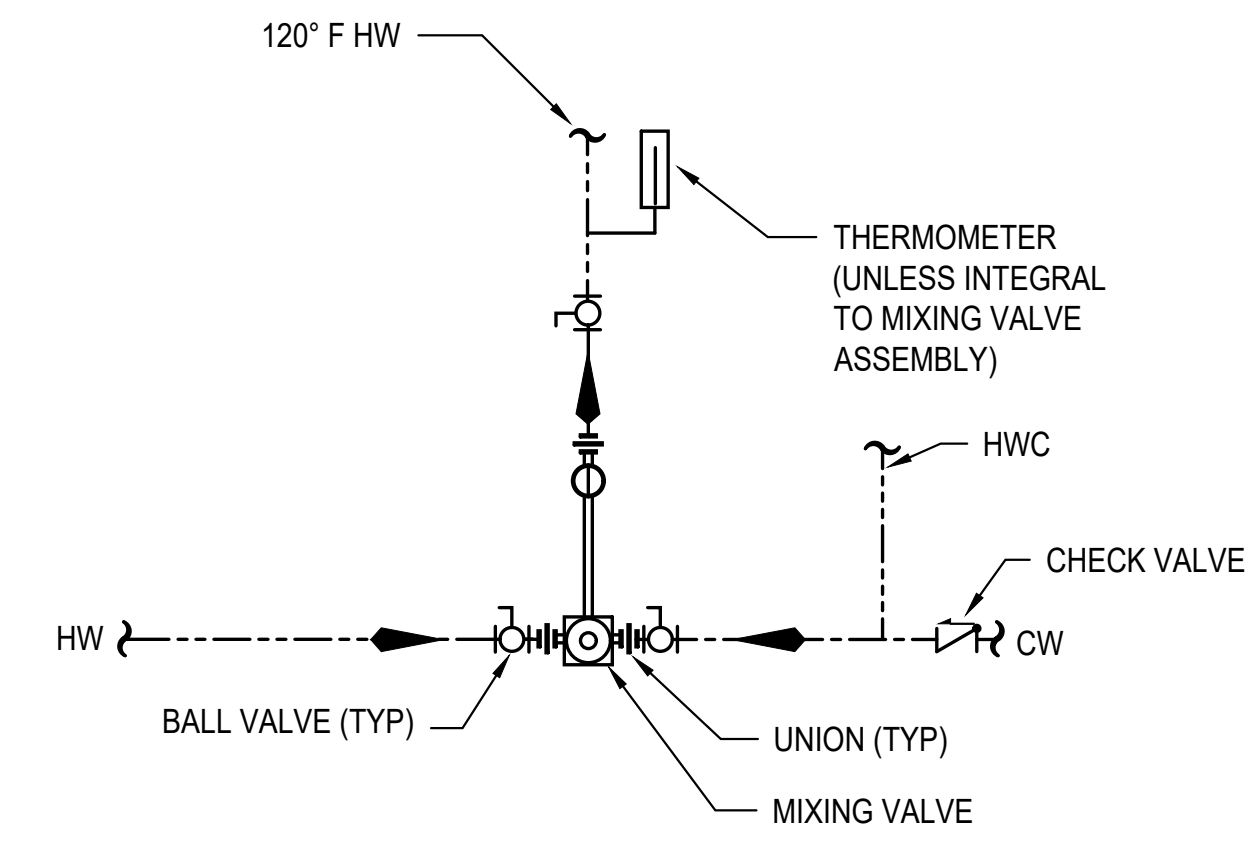 120° F HW
THERMOMETER
(UNLESS INTEGRAL
TO MIXING VALVE
ASSEMBLY)
HWC
CHECK VALVE
HW
CW
BALL VALVE (TYP)
UNION (TYP)
MIXING VALVE